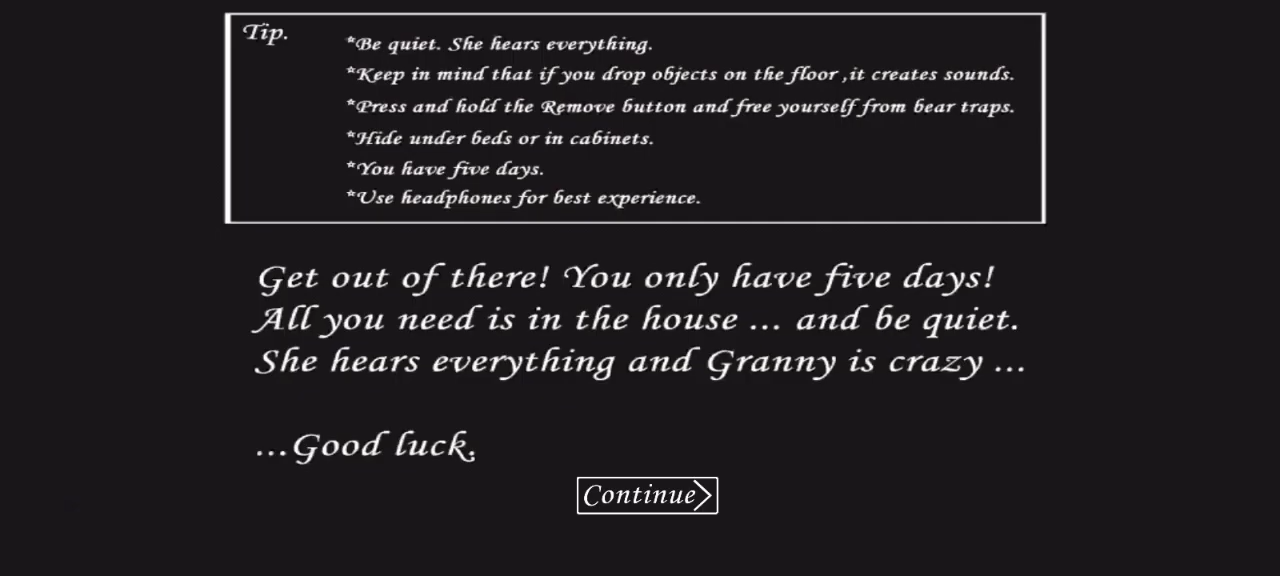 Tip.
*Be quiet. She hears everything.
*Keep in mind that if you drop objects on the floor ,it creates sounds.
*Press and hold the Remove button and free yourself from bear traps.
*Hide under beds or in cabinets.
*You have five days.
*Use headphones for best experience.
Get out of there! You only have five days!
All you need is in the house ... and be quiet.
She hears everything and Granny is crazy ...
...Good luck.
Continue>